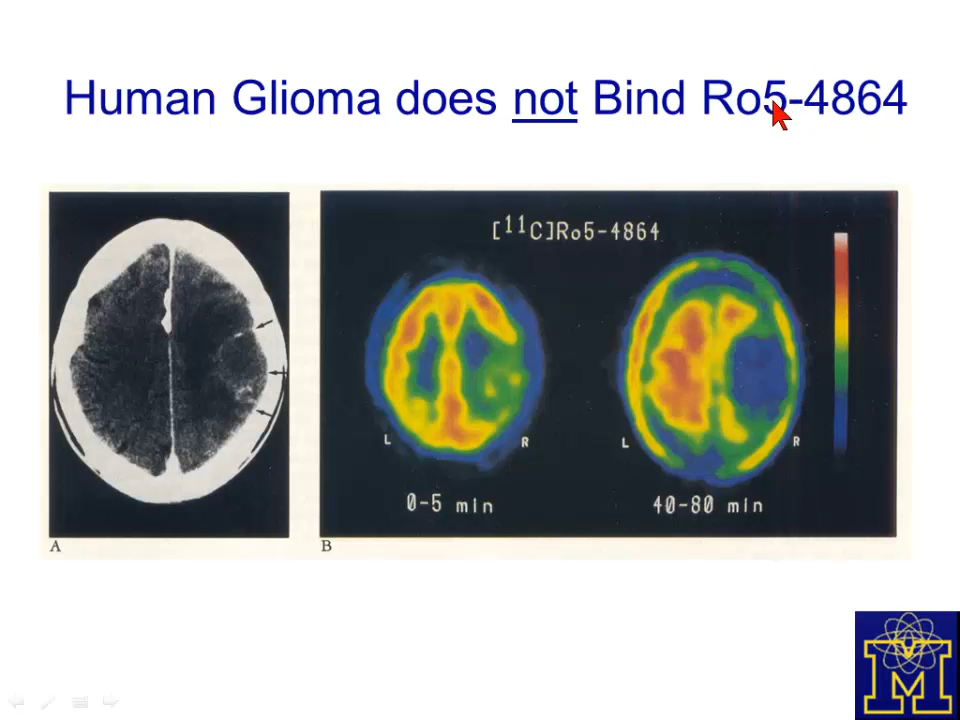 Human Glioma does not Bind Ro5-4864
[11C]Ro5-4864
L
R
L
R
0-5 min
40-80 min
A
B
M